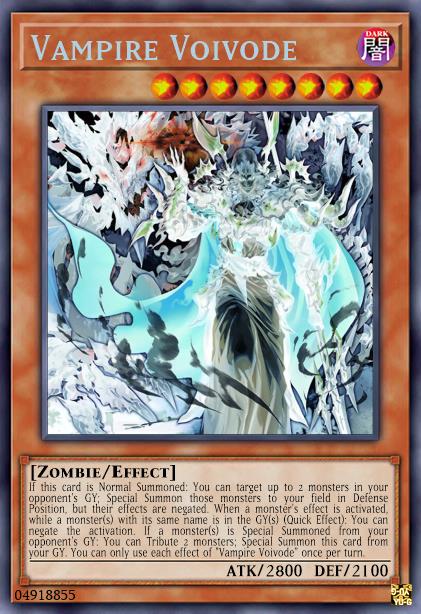 VAMPIRE VOIVODE
DARK
闇
[ZOMBIE/EFFECT]
If this card is Normal Summoned: You can target up to 2 monsters in your
opponent's GY; Special Summon those monsters to your field in Defense
Position, but their effects are negated. When a monster's effect is activated,
while a monster(s) with its same name is in the GY(s) (Quick Effect): You can
negate the activation. If a monster(s) is Special Summoned from your
opponent's GY: You can Tribute 2 monsters; Special Summon this card from
your GY. You can only use each effect of "Vampire Voivode" once per turn.
ATK/2800 DEF/2100
04918855